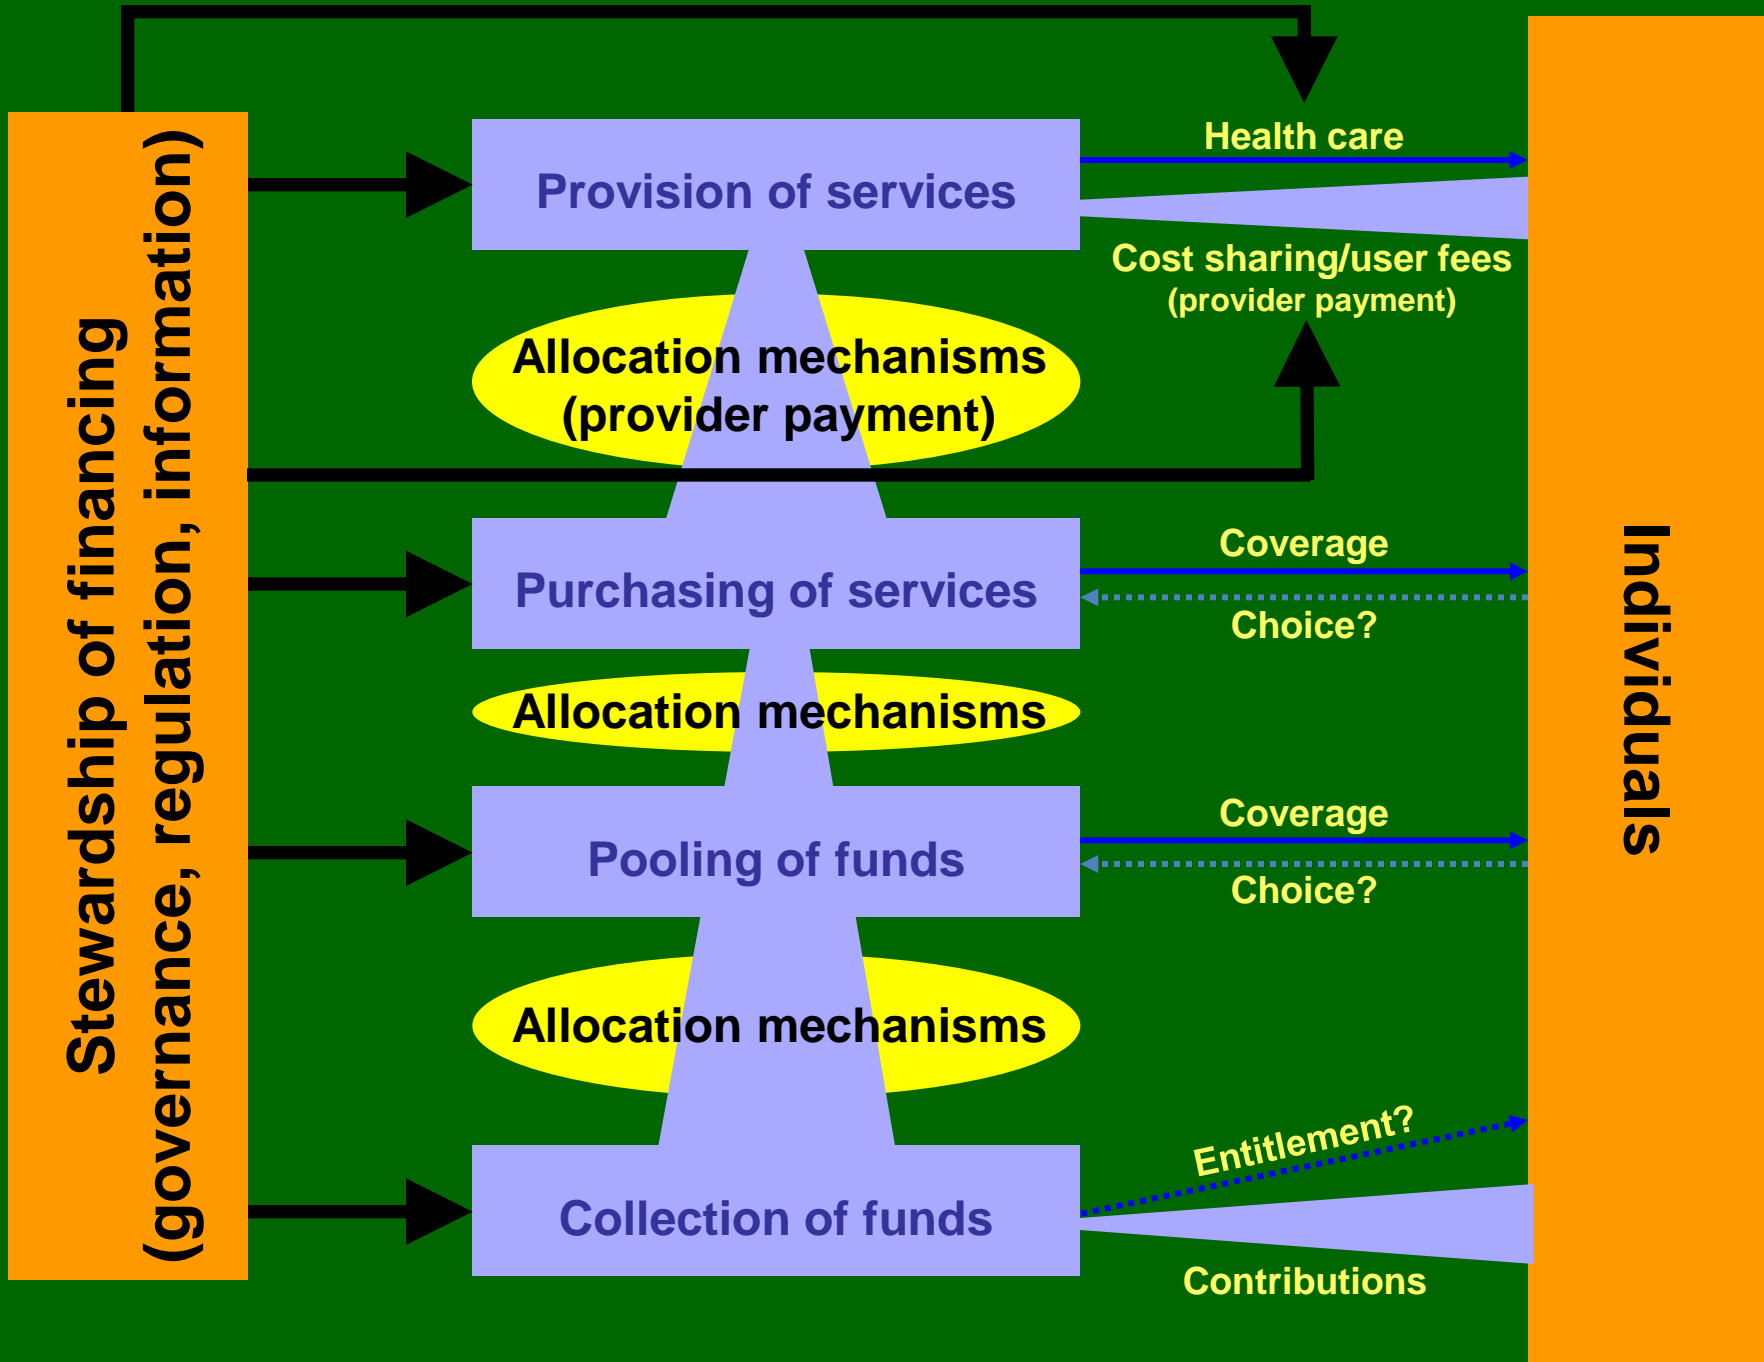 Stewardship of financing
(governance, regulation, information)
Provision of services
Health care
Cost sharing/user fees
(provider payment)
Allocation mechanisms
(provider payment)
Purchasing of services
Coverage
Choice?
Allocation mechanisms
Pooling of funds
Coverage
Choice?
Allocation mechanisms
Collection of funds
Entitlement?
Contributions
Individuals